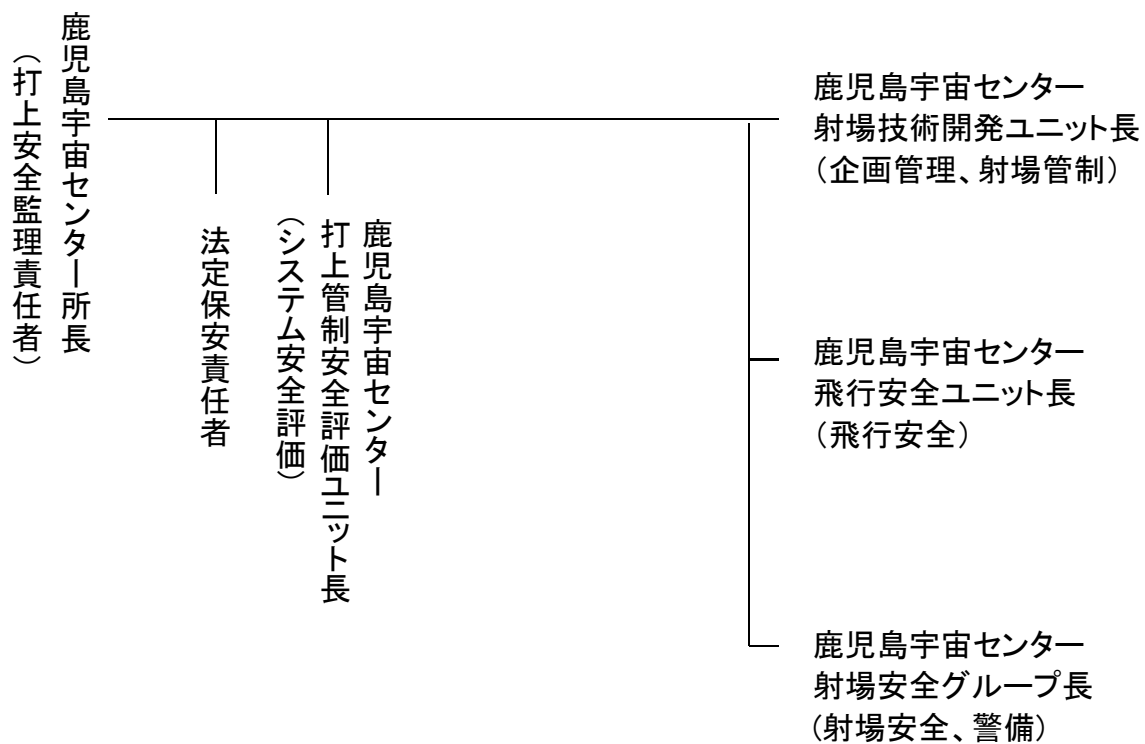 鹿児島宇宙センター所長
（打上安全監理責任者）
法定保安責任者
鹿児島宇宙センター
打上管制安全評価ユニット長
（システム安全評価）
鹿児島宇宙センター
射場技術開発ユニット長
（企画管理、射場管制）
鹿児島宇宙センター
飛行安全ユニット長
（飛行安全）
鹿児島宇宙センター
射場安全グループ長
(射場安全、警備）